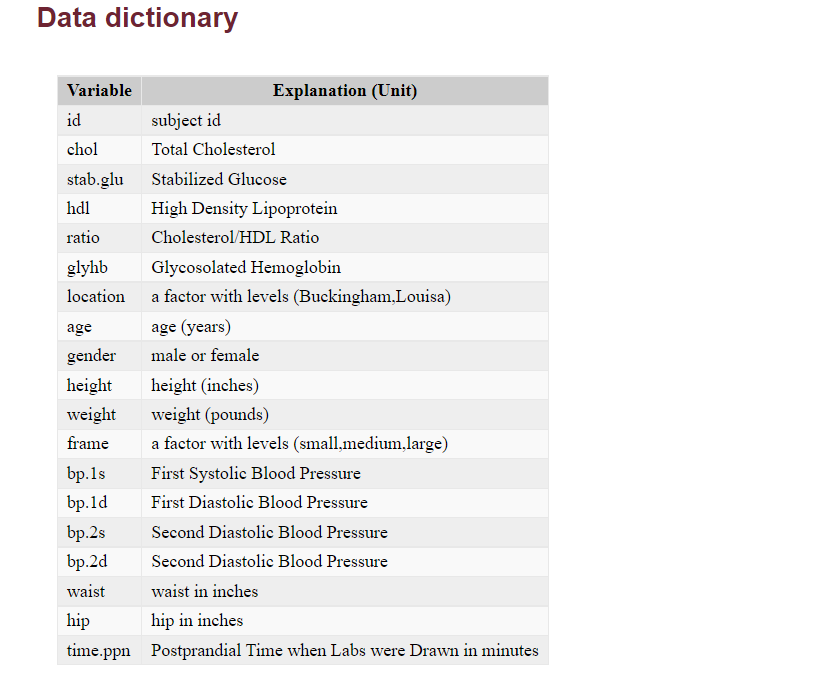 Data dictionary
Variable Explanation (Unit)
id subject id
chol Total Cholesterol
stab.glu Stabilized Glucose
hdl High Density Lipoprotein
ratio Cholesterol/HDL Ratio
glyhb Glycosolated Hemoglobin
location a factor with levels (Buckingham,Louisa)
age age (years)
gender male or female
height height (inches)
weight weight (pounds)
frame a factor with levels (small,medium,large)
bp.1s First Systolic Blood Pressure
bp.1d First Diastolic Blood Pressure
bp.2s Second Diastolic Blood Pressure
bp.2d Second Diastolic Blood Pressure
waist waist in inches
hip hip in inches
time.ppn Postprandial Time when Labs were Drawn in minutes